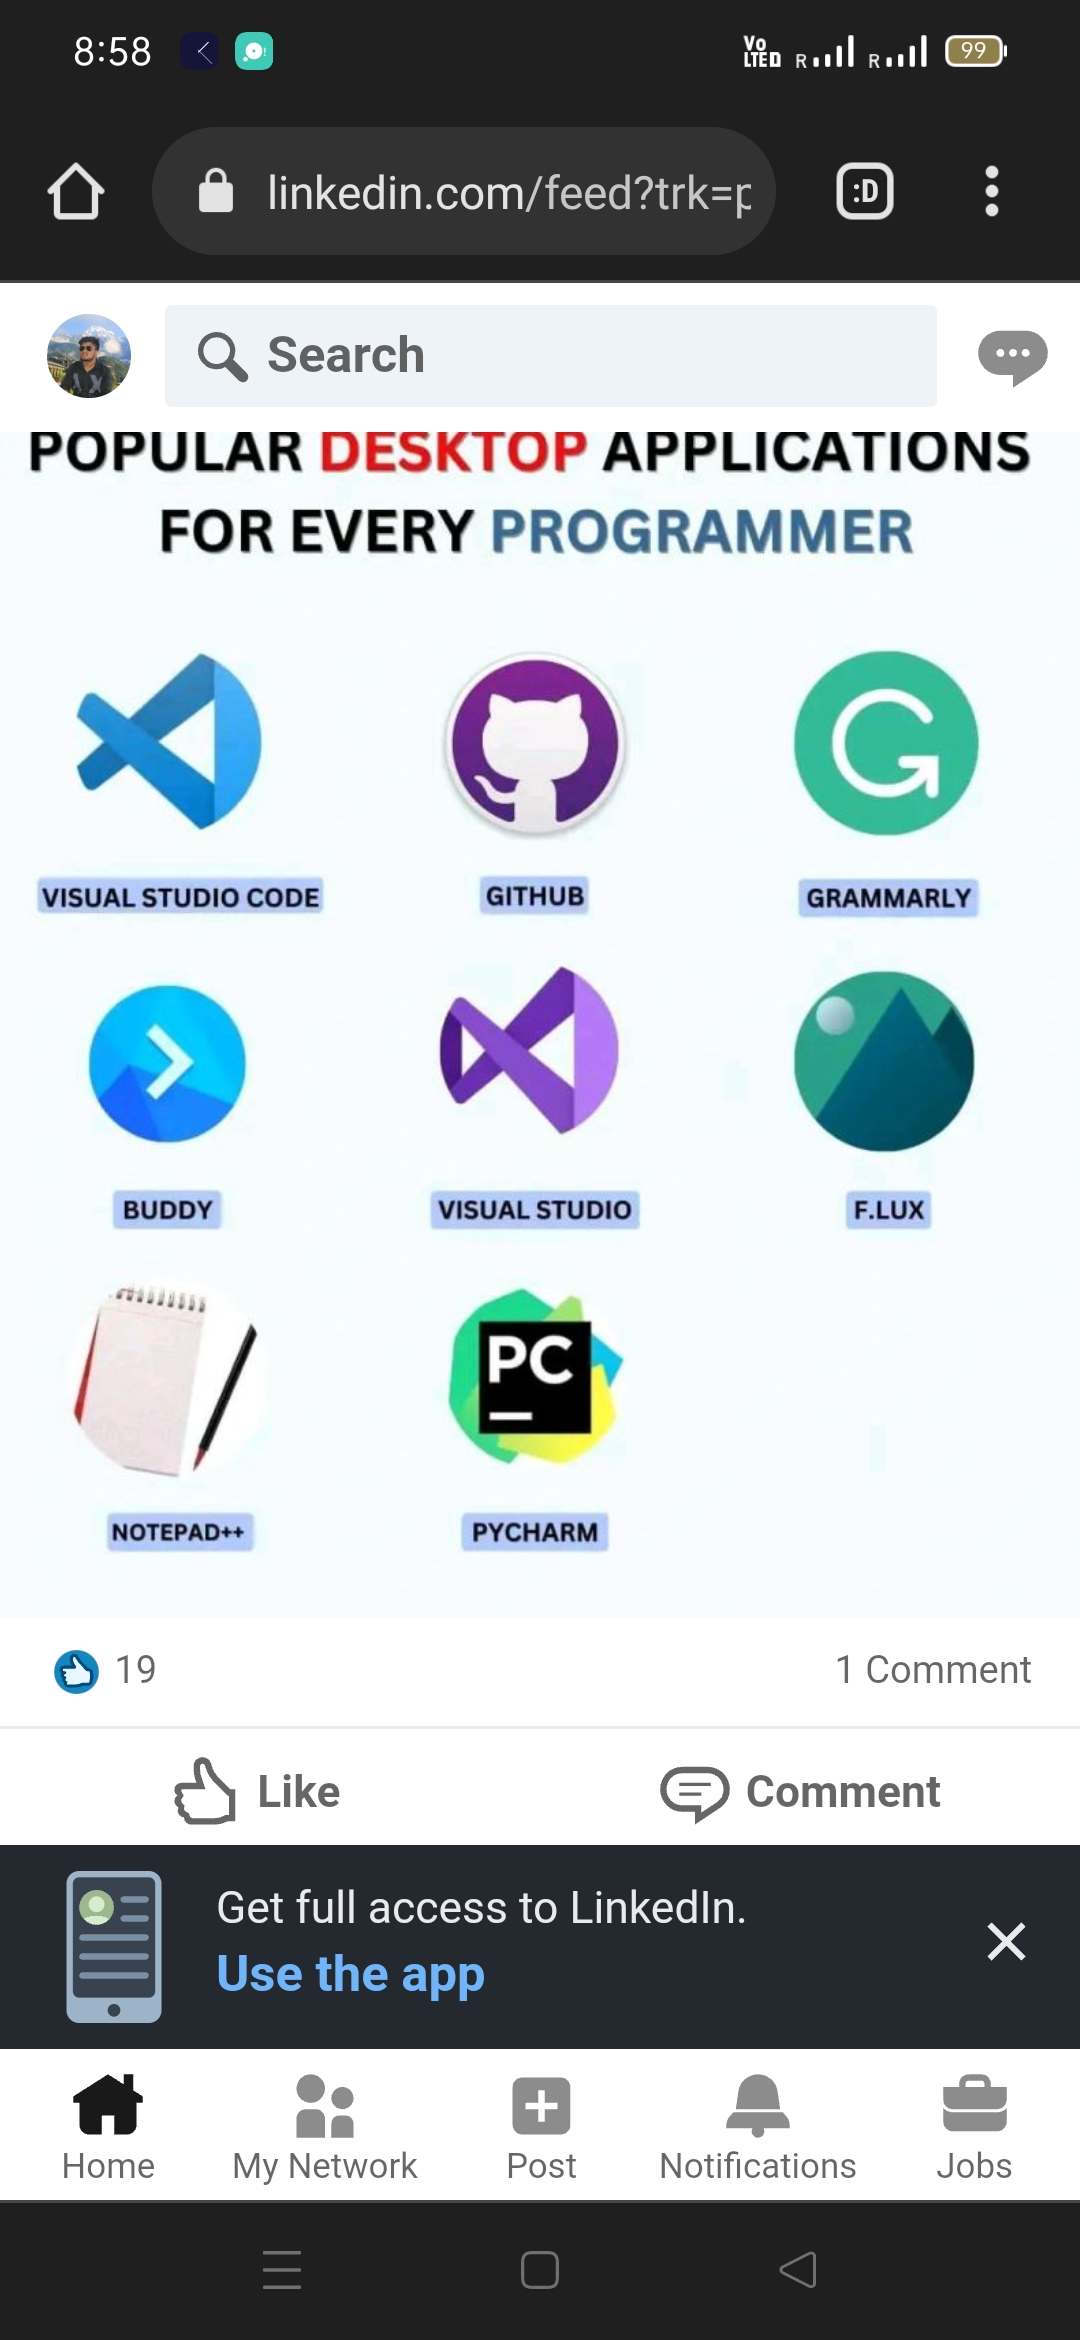 8:58
Vo
LTED R R 99
linkedin.com/feed?trk=p
:D
Search
POPULAR DESKTOP APPLICATIONS
FOR EVERY PROGRAMMER
VISUAL STUDIO CODE GITHUB GRAMMARLY
BUDDY VISUAL STUDIO F.LUX
PC
NOTEPAD++ PYCHARM
19 1 Comment
Like Comment
Get full access to LinkedIn.
Use the app
Home My Network Post Notifications Jobs